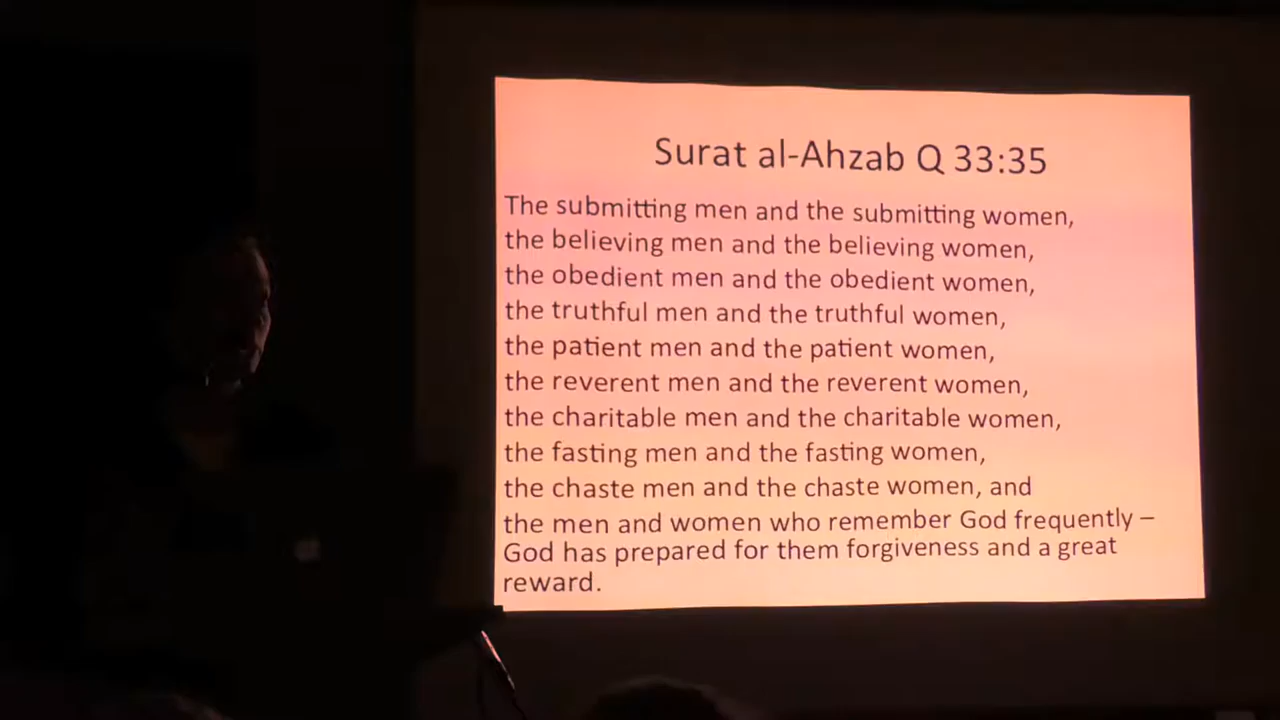 Surat al-Ahzab Q 33:35
The submitting men and the submitting women,
the believing men and the believing women,
the obedient men and the obedient women,
the truthful men and the truthful women,
the patient men and the patient women,
the reverent men and the reverent women,
the charitable men and the charitable women,
the fasting men and the fasting women,
the chaste men and the chaste women, and
the men and women who remember God frequently –
God has prepared for them forgiveness and a great
reward.